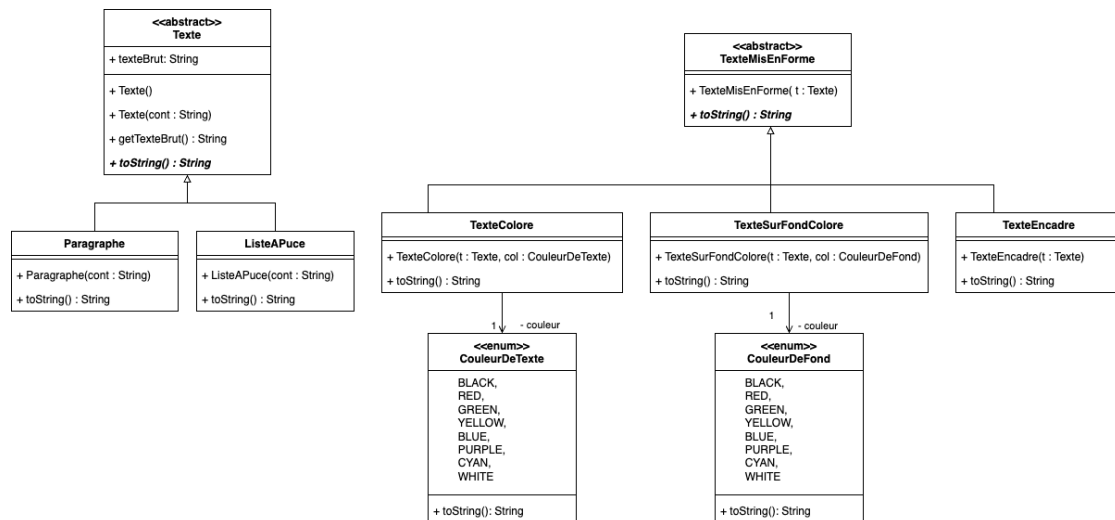 <<abstract>>
Texte
+ texteBrut: String
+ Texte()
+ Texte(cont : String)
+ getTexteBrut() : String
+ toString() : String
Paragraphe
+ Paragraphe(cont : String)
+ toString() : String
ListeAPuce
+ ListeAPuce(cont : String)
+ toString() : String
<<abstract>>
TexteMisEnForme
+ TexteMisEnForme( t : Texte)
+ toString() : String
TexteColore
+ TexteColore(t : Texte, col : CouleurDeTexte)
+ toString() : String
TexteSurFondColore
+ TexteSurFondColore(t : Texte, col : CouleurDeFond)
+ toString() : String
TexteEncadre
+ TexteEncadre(t : Texte)
+ toString() : String
1 - couleur
<<enum>>
CouleurDeTexte
BLACK,
RED,
GREEN,
YELLOW,
BLUE,
PURPLE,
CYAN,
WHITE
+ toString(): String
1 - couleur
<<enum>>
CouleurDeFond
BLACK,
RED,
GREEN,
YELLOW,
BLUE,
PURPLE,
CYAN,
WHITE
+ toString(): String